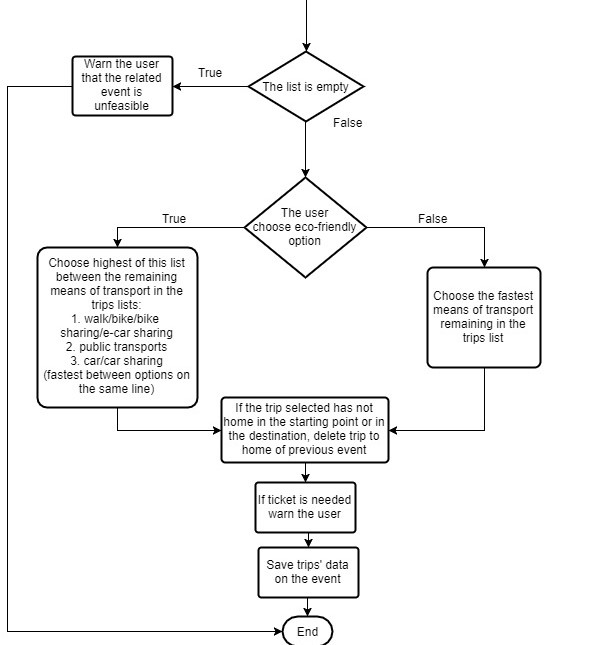 Warn the user
that the related
event is
unfeasible
True
The list is empty
False
The user
choose eco-friendly
option
True
False
Choose highest of this list
between the remaining
means of transport in the
trips lists:
1. walk/bike/bike
sharing/e-car sharing
2. public transports
3. car/car sharing
(fastest between options on
the same line)
Choose the fastest
means of transport
remaining in the
trips list
If the trip selected has not
home in the starting point or in
the destination, delete trip to
home of previous event
If ticket is needed
warn the user
Save trips' data
on the event
End